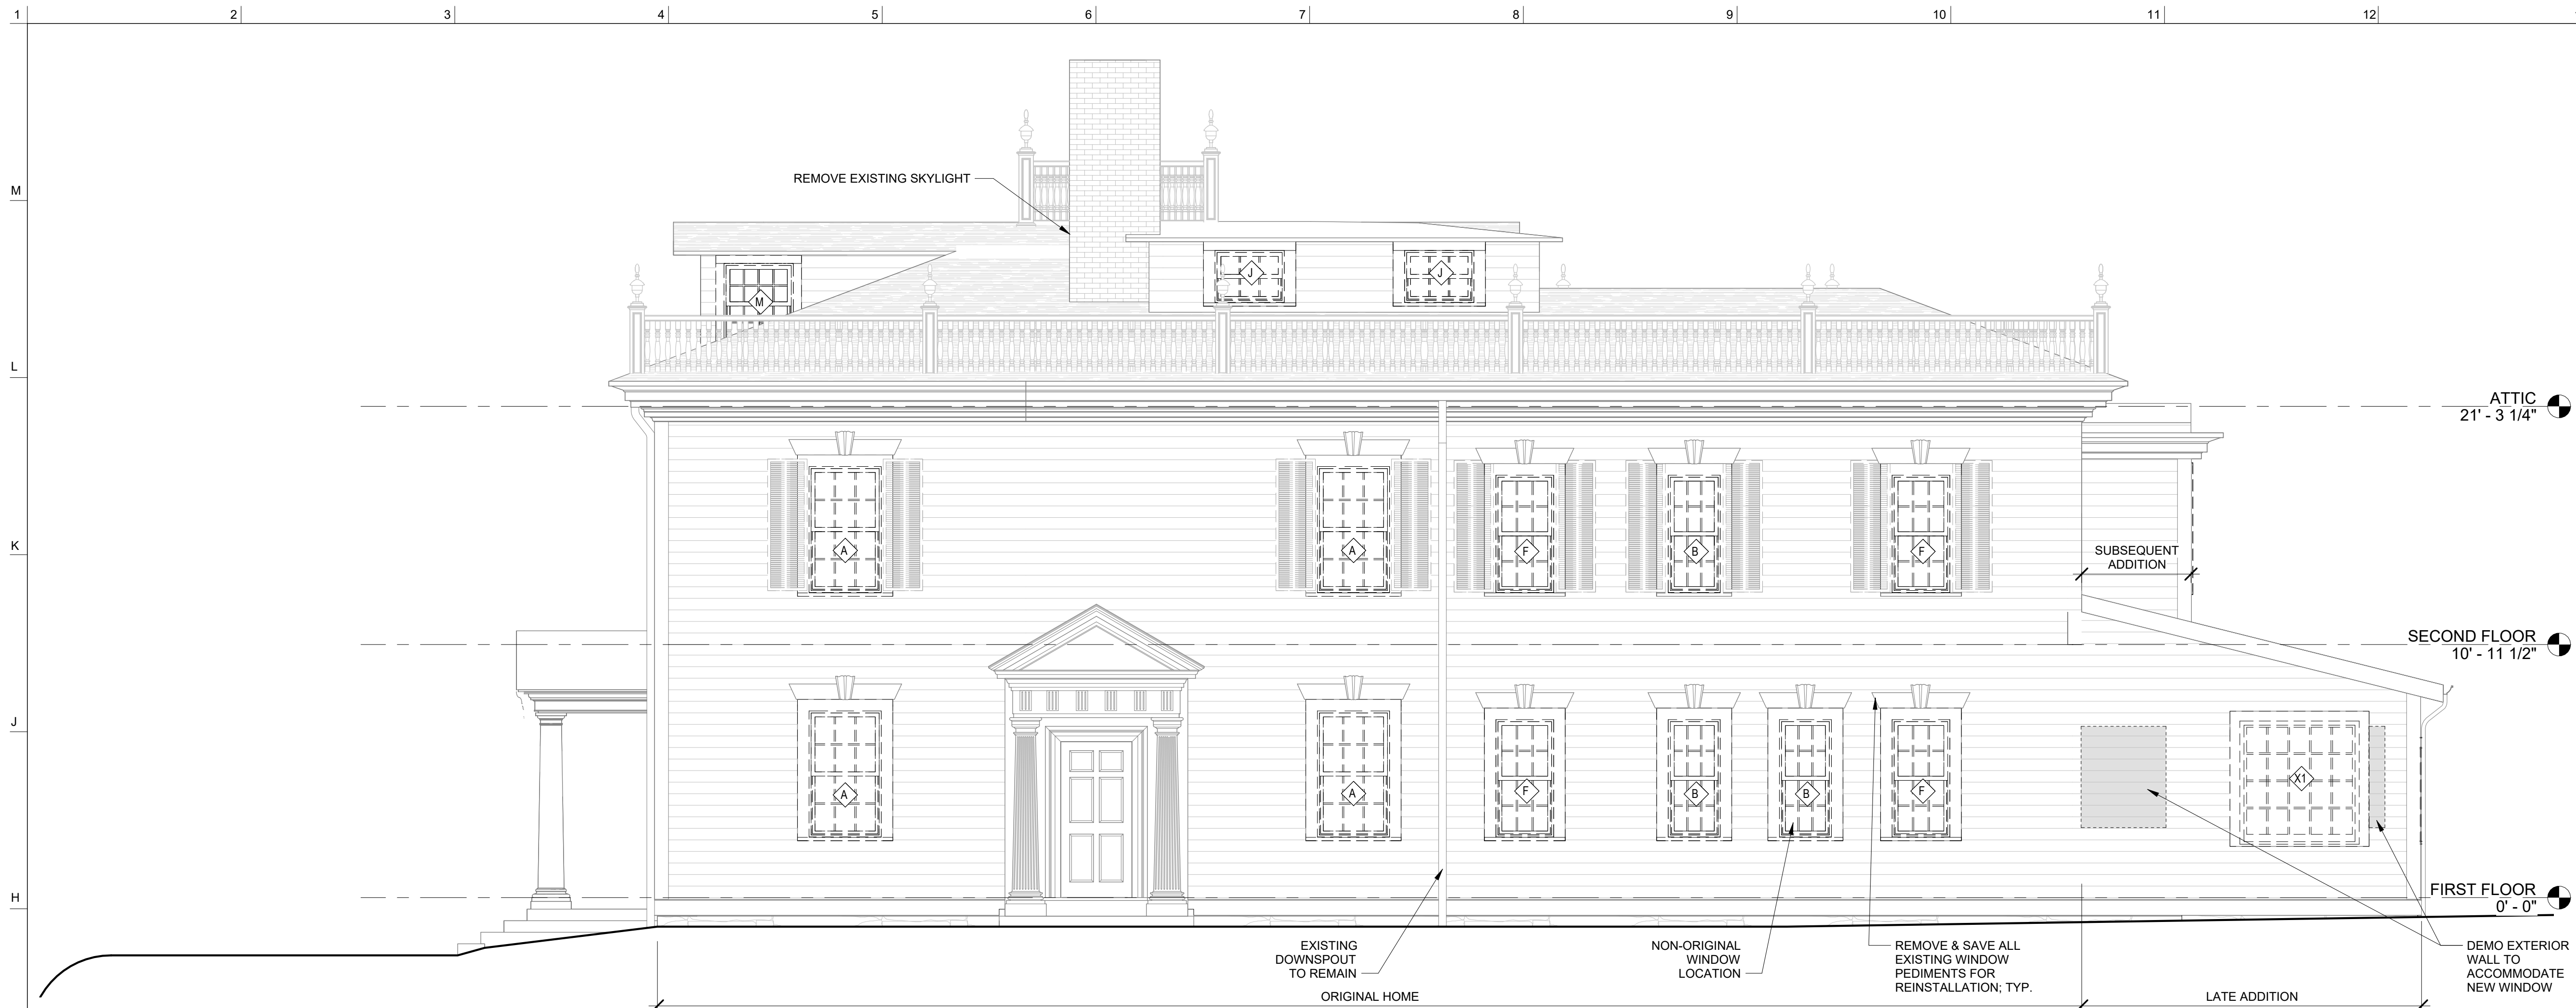 1 2 3 4 5 6 7 8 9 10 11 12
M
REMOVE EXISTING SKYLIGHT
J J
M
L
ATTIC
21' - 3 1/4"
K
A A F B F
SUBSEQUENT
ADDITION
SECOND FLOOR
10' - 11 1/2"
J
X1
A A F B B F
H
FIRST FLOOR
0' - 0"
EXISTING
DOWNSPOUT
TO REMAIN
NON-ORIGINAL
WINDOW
LOCATION
REMOVE & SAVE ALL
EXISTING WINDOW
PEDIMENTS FOR
REINSTALLATION; TYP.
DEMO EXTERIOR
WALL TO
ACCOMMODATE
NEW WINDOW
ORIGINAL HOME
LATE ADDITION